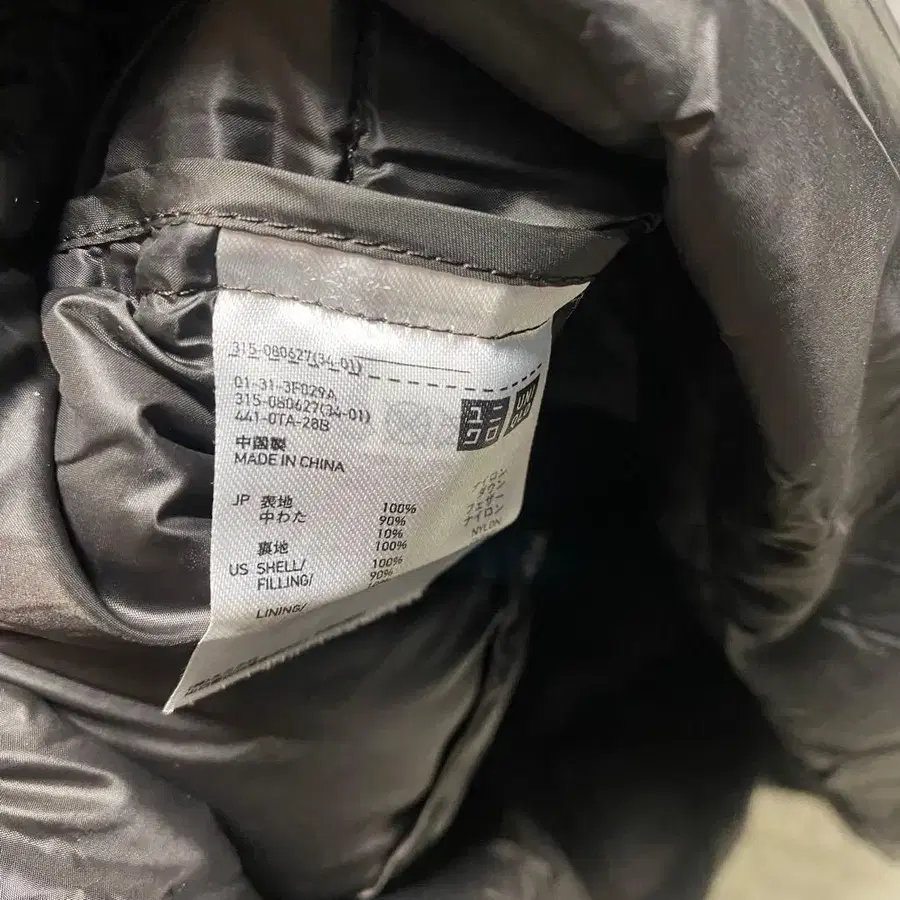 315-080627(34-01)
01-31-3F029A
315-080627(34-01)
441-0TA-28B
ユニ
クロ
UNI
QLO
中国製
MADE IN CHINA
JP 表地 100% ナイロン
中わた 90% ダウン
10% フェザー
裏地 100% ナイロン
US SHELL/ 100% NYLON
FILLING/ 90%
LINING/